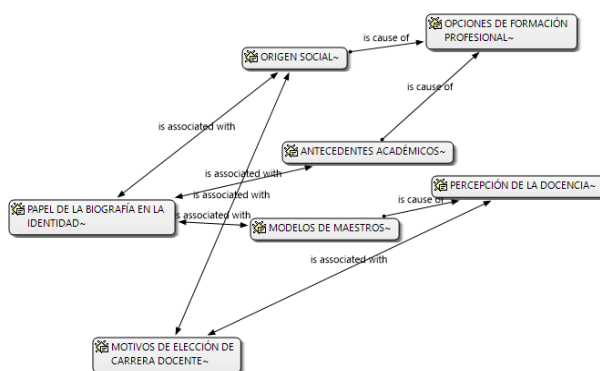 OPCIONES DE FORMACIÓN
PROFESIONAL~
is cause of
ORIGEN SOCIAL~
is cause of
is associated with
ANTECEDENTES ACADÉMICOS~
is associated with
PERCEPCIÓN DE LA DOCENCIA~
is associated with
is cause of
PAPEL DE LA BIOGRAFÍA EN LA
IDENTIDAD~
is associated with
MODELOS DE MAESTROS~
is associated with
MOTIVOS DE ELECCIÓN DE
CARRERA DOCENTE~